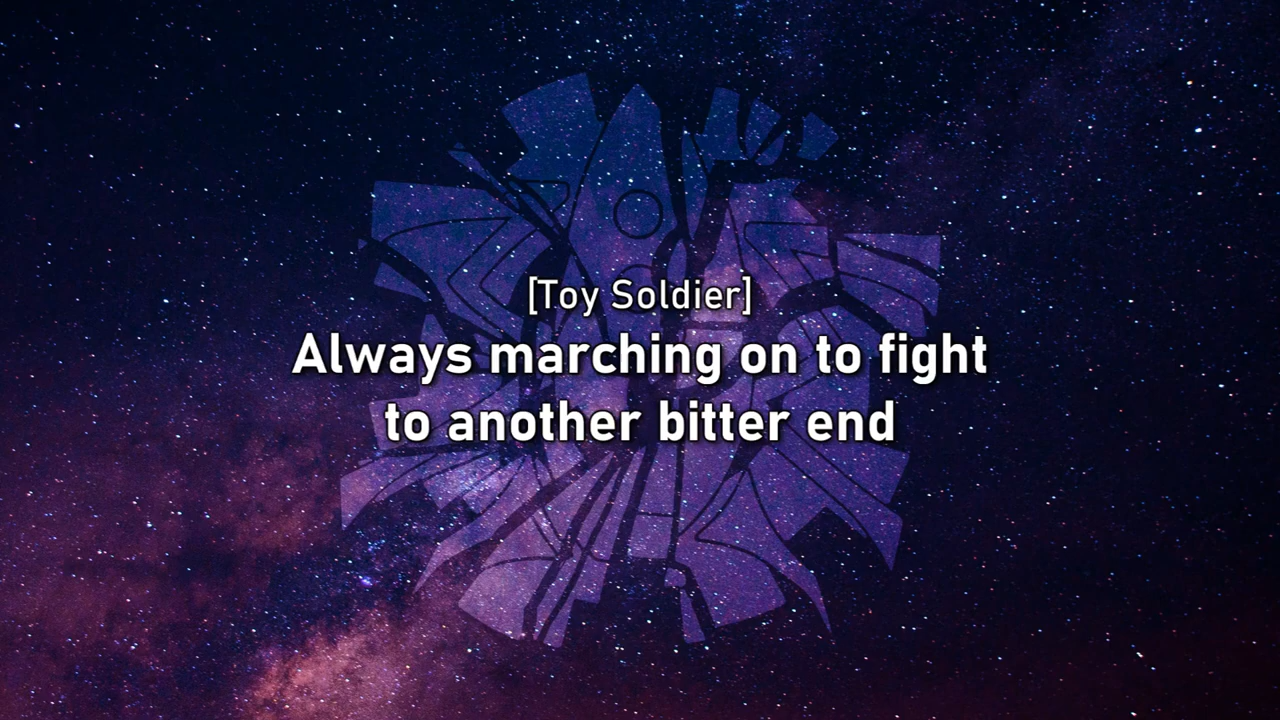 [Toy Soldier]
Always marching on to fight
to another bitter end